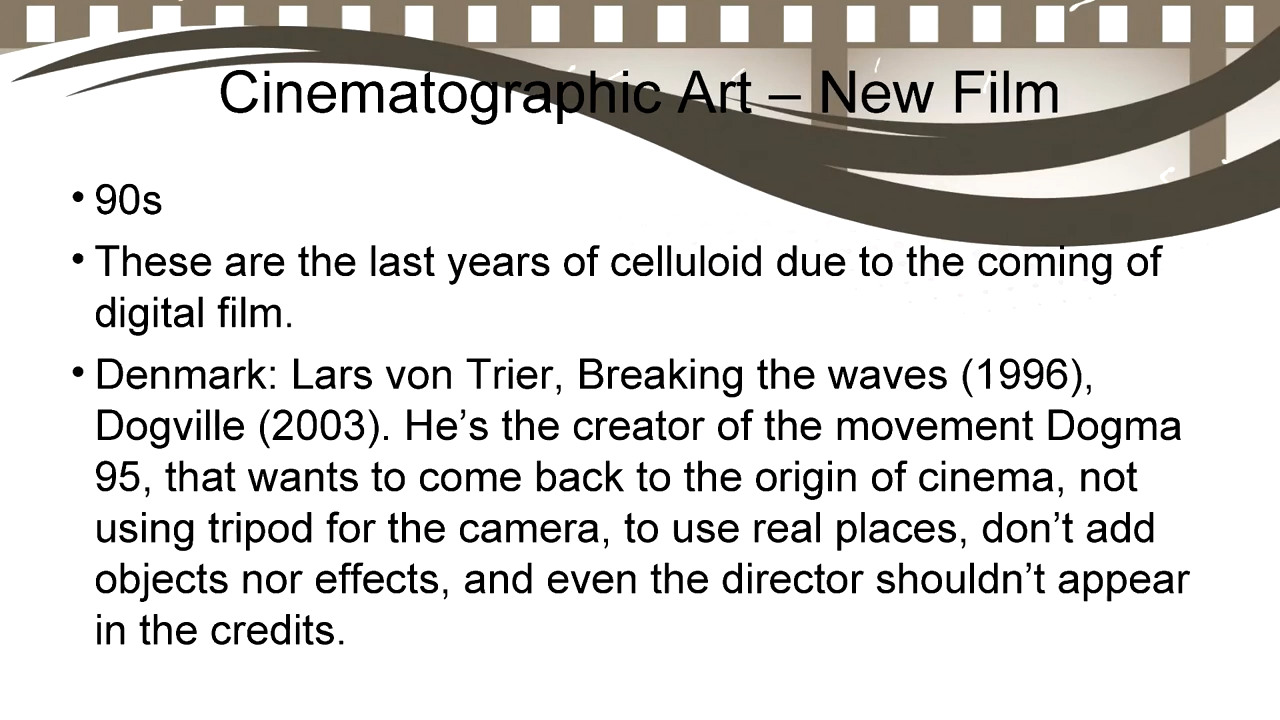 Cinematographic Art – New Film
• 90s
• These are the last years of celluloid due to the coming of
digital film.
• Denmark: Lars von Trier, Breaking the waves (1996),
Dogville (2003). He’s the creator of the movement Dogma
95, that wants to come back to the origin of cinema, not
using tripod for the camera, to use real places, don’t add
objects nor effects, and even the director shouldn’t appear
in the credits.